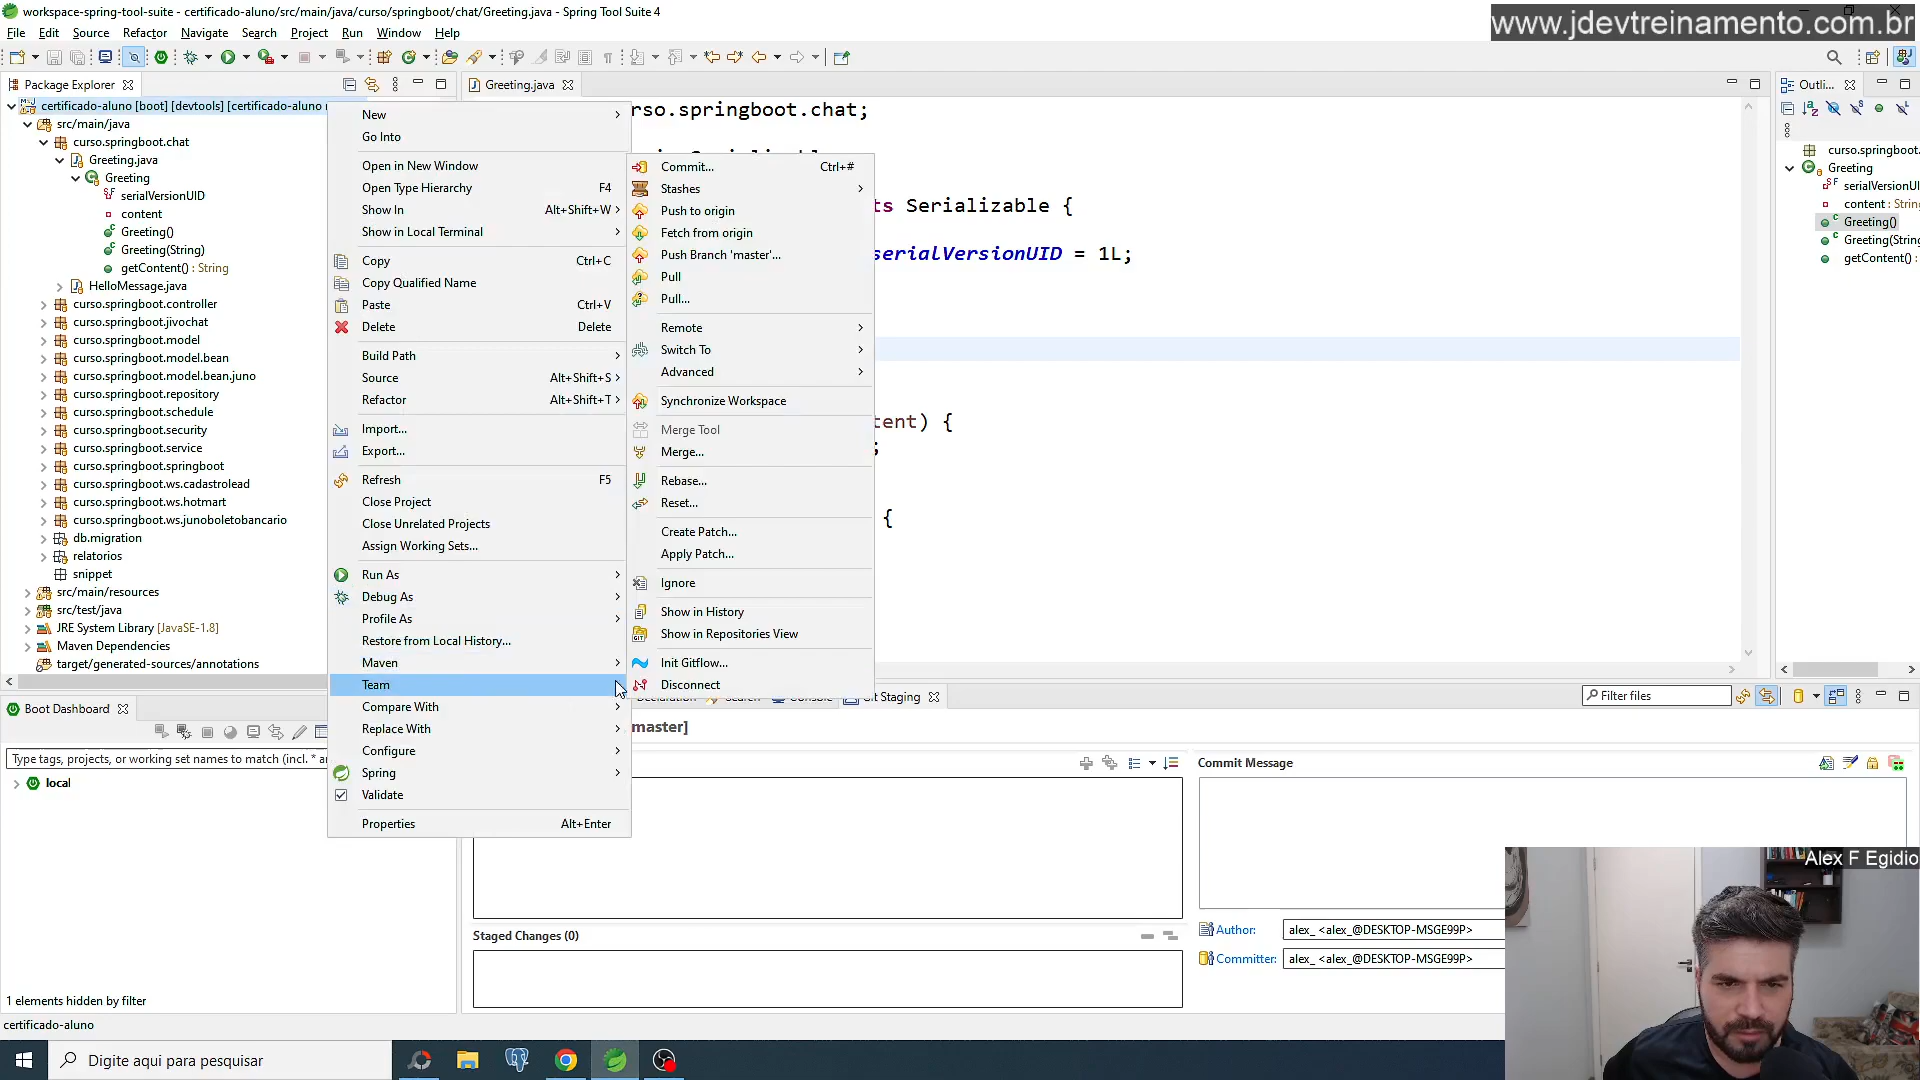 workspace-spring-tool-suite - certificado-aluno/src/main/java/curso/springboot/chat/Greeting.java - Spring Tool Suite 4
www.jdevtreinamento.com.br
File Edit Source Refactor Navigate Search Project Run Window Help
Package Explorer
certificado-aluno [boot] [devtools] [certificado-aluno
src/main/java
curso.springboot.chat
Greeting.java
Greeting
serialVersionUID
content
Greeting()
Greeting(String)
getContent() : String
HelloMessage.java
curso.springboot.controller
curso.springboot.jivochat
curso.springboot.model
curso.springboot.model.bean
curso.springboot.model.bean.juno
curso.springboot.repository
curso.springboot.schedule
curso.springboot.security
curso.springboot.service
curso.springboot.springboot
curso.springboot.ws.cadastrolead
curso.springboot.ws.hotmart
curso.springboot.ws.junoboletobancario
db.migration
relatorios
snippet
src/main/resources
src/test/java
JRE System Library [JavaSE-1.8]
Maven Dependencies
target/generated-sources/annotations
New
Go Into
Open in New Window
Open Type Hierarchy F4
Show In Alt+Shift+W
Show in Local Terminal
Copy Ctrl+C
Copy Qualified Name
Paste Ctrl+V
Delete Delete
Build Path
Source Alt+Shift+S
Refactor Alt+Shift+T
Import...
Export...
Refresh F5
Close Project
Close Unrelated Projects
Assign Working Sets...
Run As
Debug As
Profile As
Restore from Local History...
Maven
Team
Compare With
Replace With
Configure
Spring
Validate
Properties Alt+Enter
Commit... Ctrl+#
Stashes
Push to origin
Fetch from origin
Push Branch 'master'...
Pull
Pull...
Remote
Switch To
Advanced
Synchronize Workspace
Merge Tool
Merge...
Rebase...
Reset...
Create Patch...
Apply Patch...
Ignore
Show in History
Show in Repositories View
Init Gitflow...
Disconnect
Greeting.java
rso.springboot.chat;
ts Serializable {
serialVersionUID = 1L;
tent) {
;
{
Outli...
curso.springboot.
Greeting
serialVersionUI
content : String
Greeting()
Greeting(String
getContent() :
Boot Dashboard
Type tags, projects, or working set names to match (incl. *
local
1 elements hidden by filter
certificado-aluno
Git Staging
Filter files
master]
Commit Message
Staged Changes (0)
Author: alex_ <alex_@DESKTOP-MSGE99P>
Committer: alex_ <alex_@DESKTOP-MSGE99P>
Alex F Egidio
Digite aqui para pesquisar